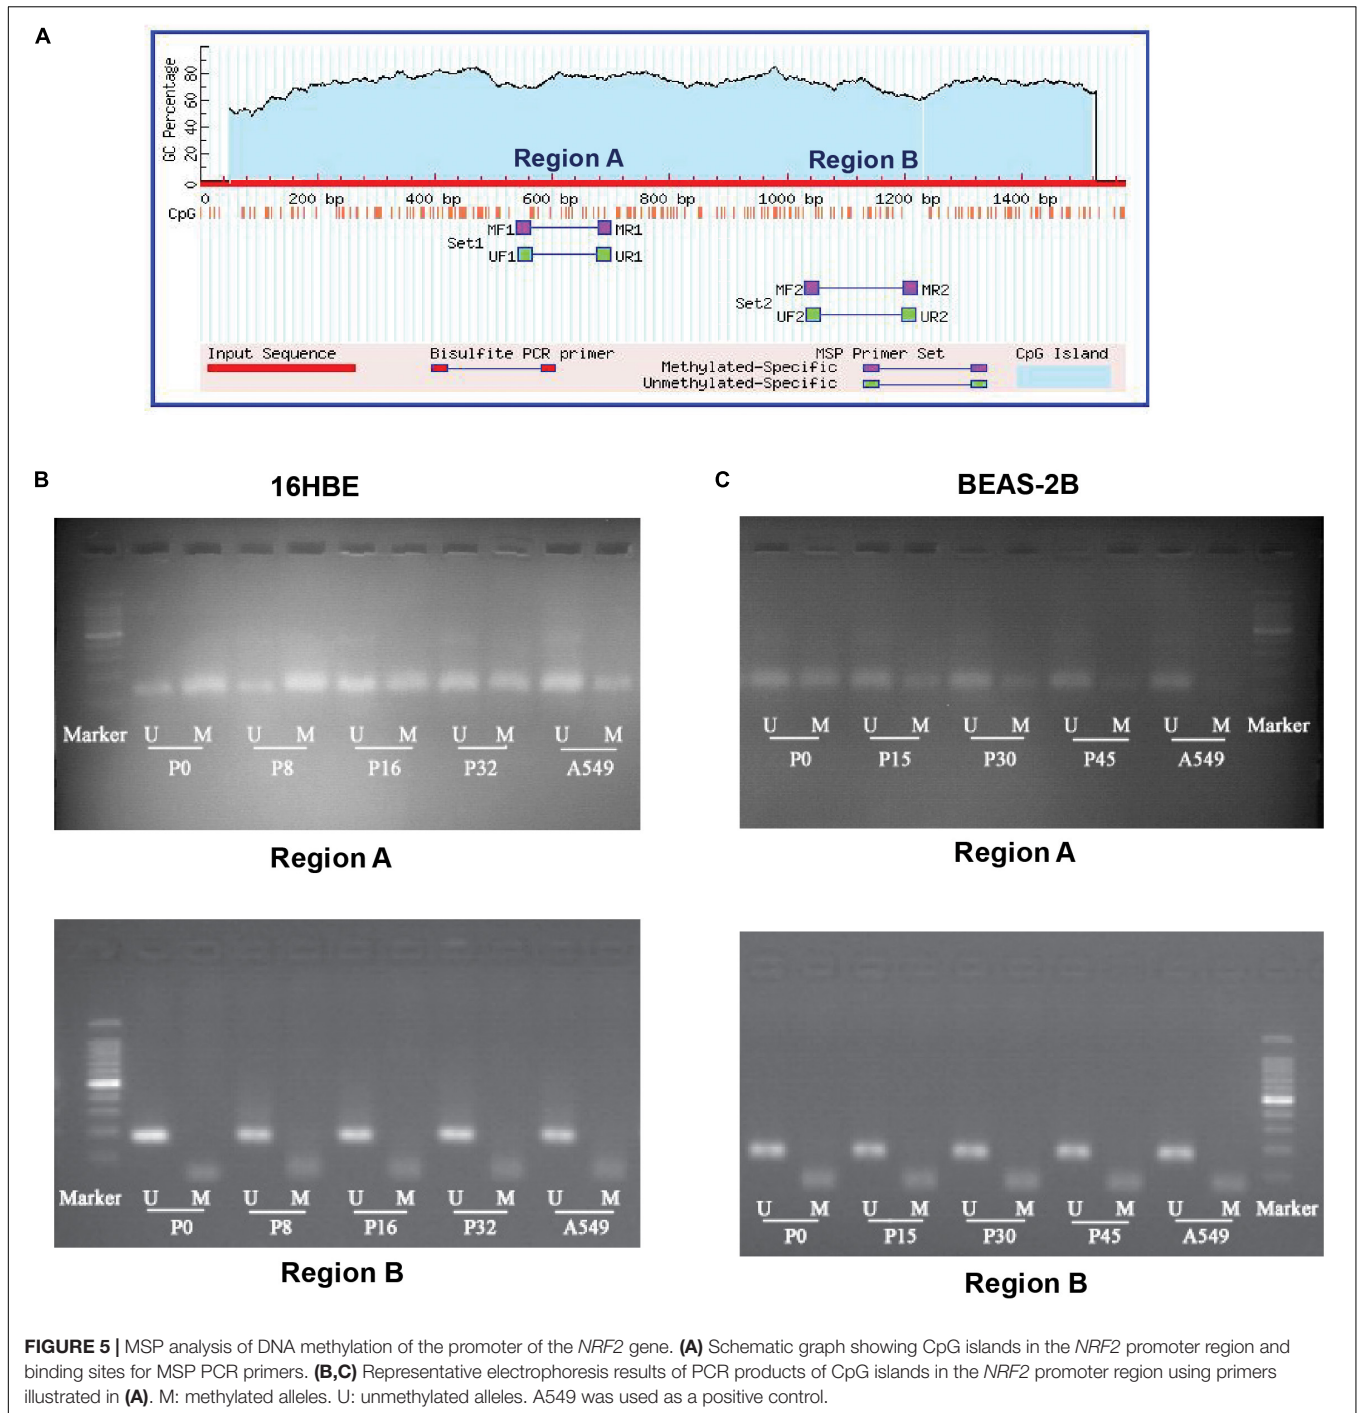 A
GC Percentage
80
60
40
20
0
Region A
Region B
0 200 bp 400 bp 600 bp 800 bp 1000 bp 1200 bp 1400 bp
CpG
MF1 MR1
Set1
UF1 UR1
MF2 MR2
Set2
UF2 UR2
Input Sequence Bisulfite PCR primer MSP Primer Set CpG Island
Methylated-Specific
Unmethylated-Specific
B
16HBE
Marker U M U M U M U M U M
P0 P8 P16 P32 A549
Region A
Marker U M U M U M U M U M
P0 P8 P16 P32 A549
Region B
C
BEAS-2B
U M U M U M U M U M Marker
P0 P15 P30 P45 A549
Region A
U M U M U M U M U M Marker
P0 P15 P30 P45 A549
Region B
FIGURE 5 | MSP analysis of DNA methylation of the promoter of the NRF2 gene. (A) Schematic graph showing CpG islands in the NRF2 promoter region and
binding sites for MSP PCR primers. (B,C) Representative electrophoresis results of PCR products of CpG islands in the NRF2 promoter region using primers
illustrated in (A). M: methylated alleles. U: unmethylated alleles. A549 was used as a positive control.